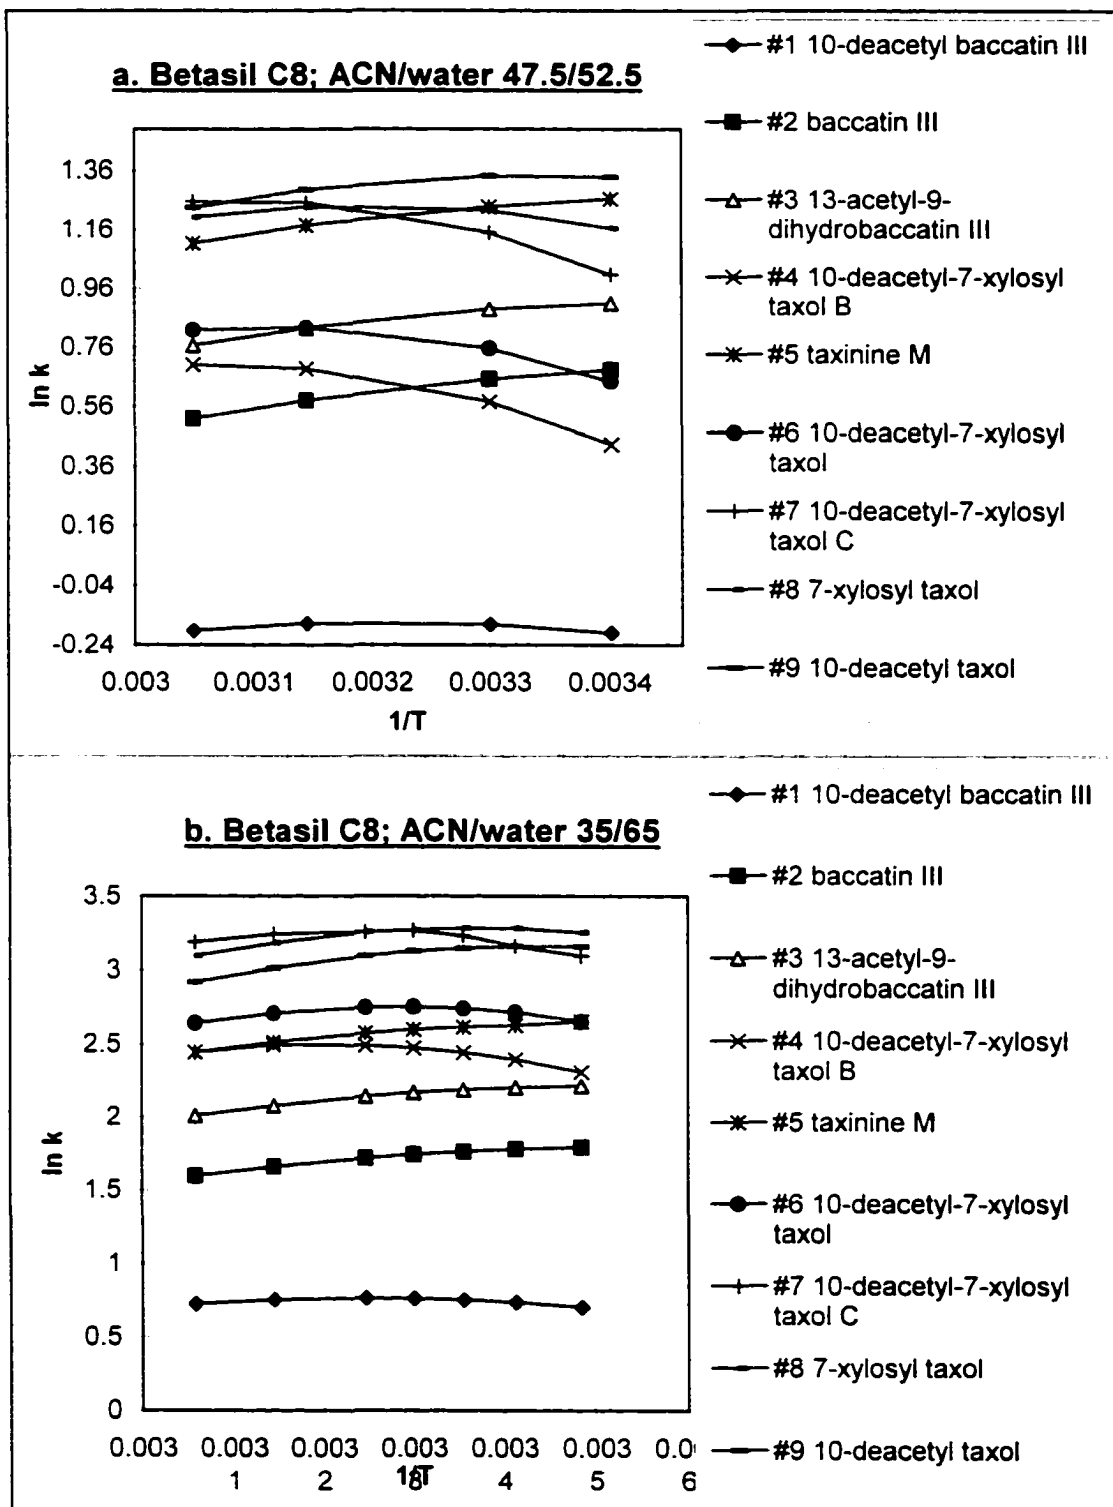 a. Betasil C8; ACN/water 47.5/52.5
ln k
1.36
1.16
0.96
0.76
0.56
0.36
0.16
-0.04
-0.24
0.003 0.0031 0.0032 0.0033 0.0034
1/T
#1 10-deacetyl baccatin III
#2 baccatin III
#3 13-acetyl-9-
dihydrobaccatin III
#4 10-deacetyl-7-xylosyl
taxol B
#5 taxinine M
#6 10-deacetyl-7-xylosyl
taxol
#7 10-deacetyl-7-xylosyl
taxol C
#8 7-xylosyl taxol
#9 10-deacetyl taxol
b. Betasil C8; ACN/water 35/65
ln k
3.5
3
2.5
2
1.5
1
0.5
0
0.003 0.003 0.003 0.003 0.003 0.003 0.0
1 2 3 4 5 6
1/T
#1 10-deacetyl baccatin III
#2 baccatin III
#3 13-acetyl-9-
dihydrobaccatin III
#4 10-deacetyl-7-xylosyl
taxol B
#5 taxinine M
#6 10-deacetyl-7-xylosyl
taxol
#7 10-deacetyl-7-xylosyl
taxol C
#8 7-xylosyl taxol
#9 10-deacetyl taxol